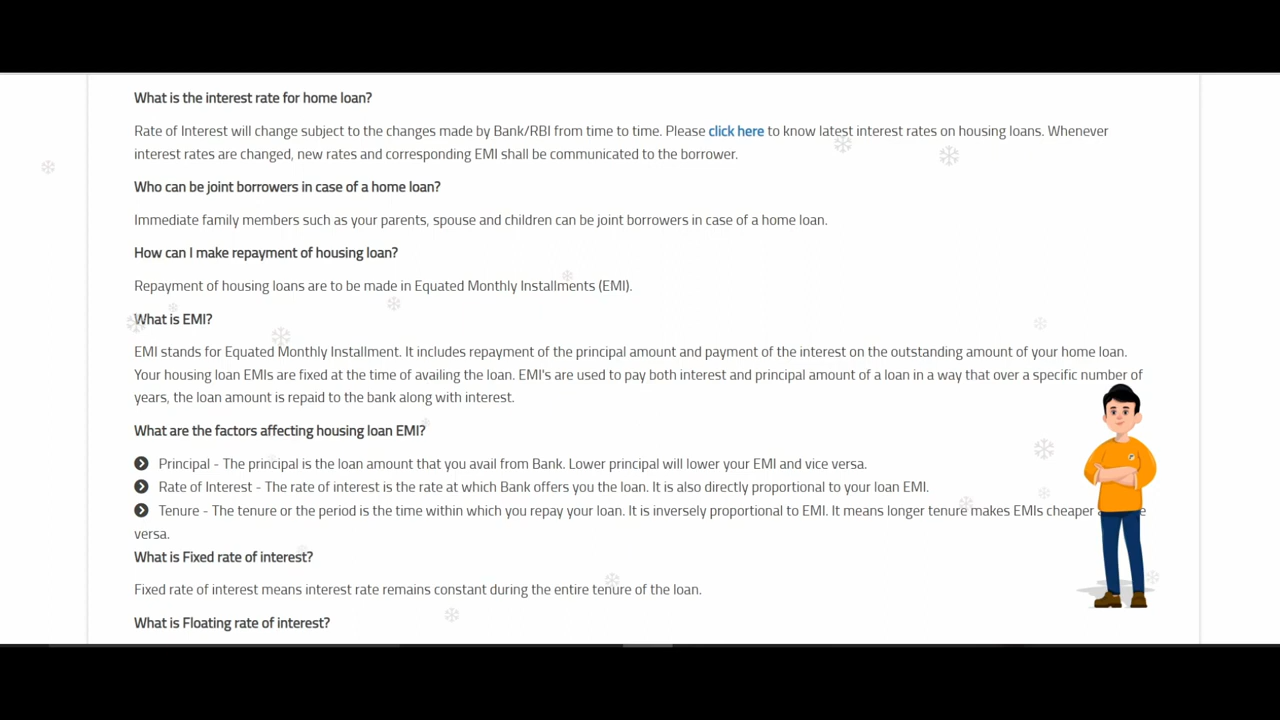 What is the interest rate for home loan?
Rate of Interest will change subject to the changes made by Bank/RBI from time to time. Please click here to know latest interest rates on housing loans. Whenever
interest rates are changed, new rates and corresponding EMI shall be communicated to the borrower.
Who can be joint borrowers in case of a home loan?
Immediate family members such as your parents, spouse and children can be joint borrowers in case of a home loan.
How can I make repayment of housing loan?
Repayment of housing loans are to be made in Equated Monthly Installments (EMI).
What is EMI?
EMI stands for Equated Monthly Installment. It includes repayment of the principal amount and payment of the interest on the outstanding amount of your home loan.
Your housing loan EMIs are fixed at the time of availing the loan. EMI's are used to pay both interest and principal amount of a loan in a way that over a specific number of
years, the loan amount is repaid to the bank along with interest.
What are the factors affecting housing loan EMI?
Principal - The principal is the loan amount that you avail from Bank. Lower principal will lower your EMI and vice versa.
Rate of Interest - The rate of interest is the rate at which Bank offers you the loan. It is also directly proportional to your loan EMI.
Tenure - The tenure or the period is the time within which you repay your loan. It is inversely proportional to EMI. It means longer tenure makes EMIs cheaper
versa.
What is Fixed rate of interest?
Fixed rate of interest means interest rate remains constant during the entire tenure of the loan.
What is Floating rate of interest?